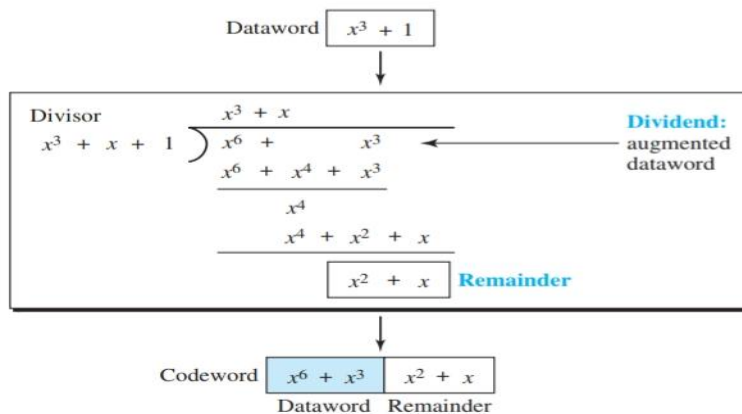 Dataword x³ + 1
x³ + x
Divisor
Dividend:
x³ + x + 1 x⁶ + x³
augmented
x⁶ + x⁴ + x³
dataword
x⁴
x⁴ + x² + x
x² + x Remainder
Codeword x⁶ + x³ x² + x
Dataword Remainder